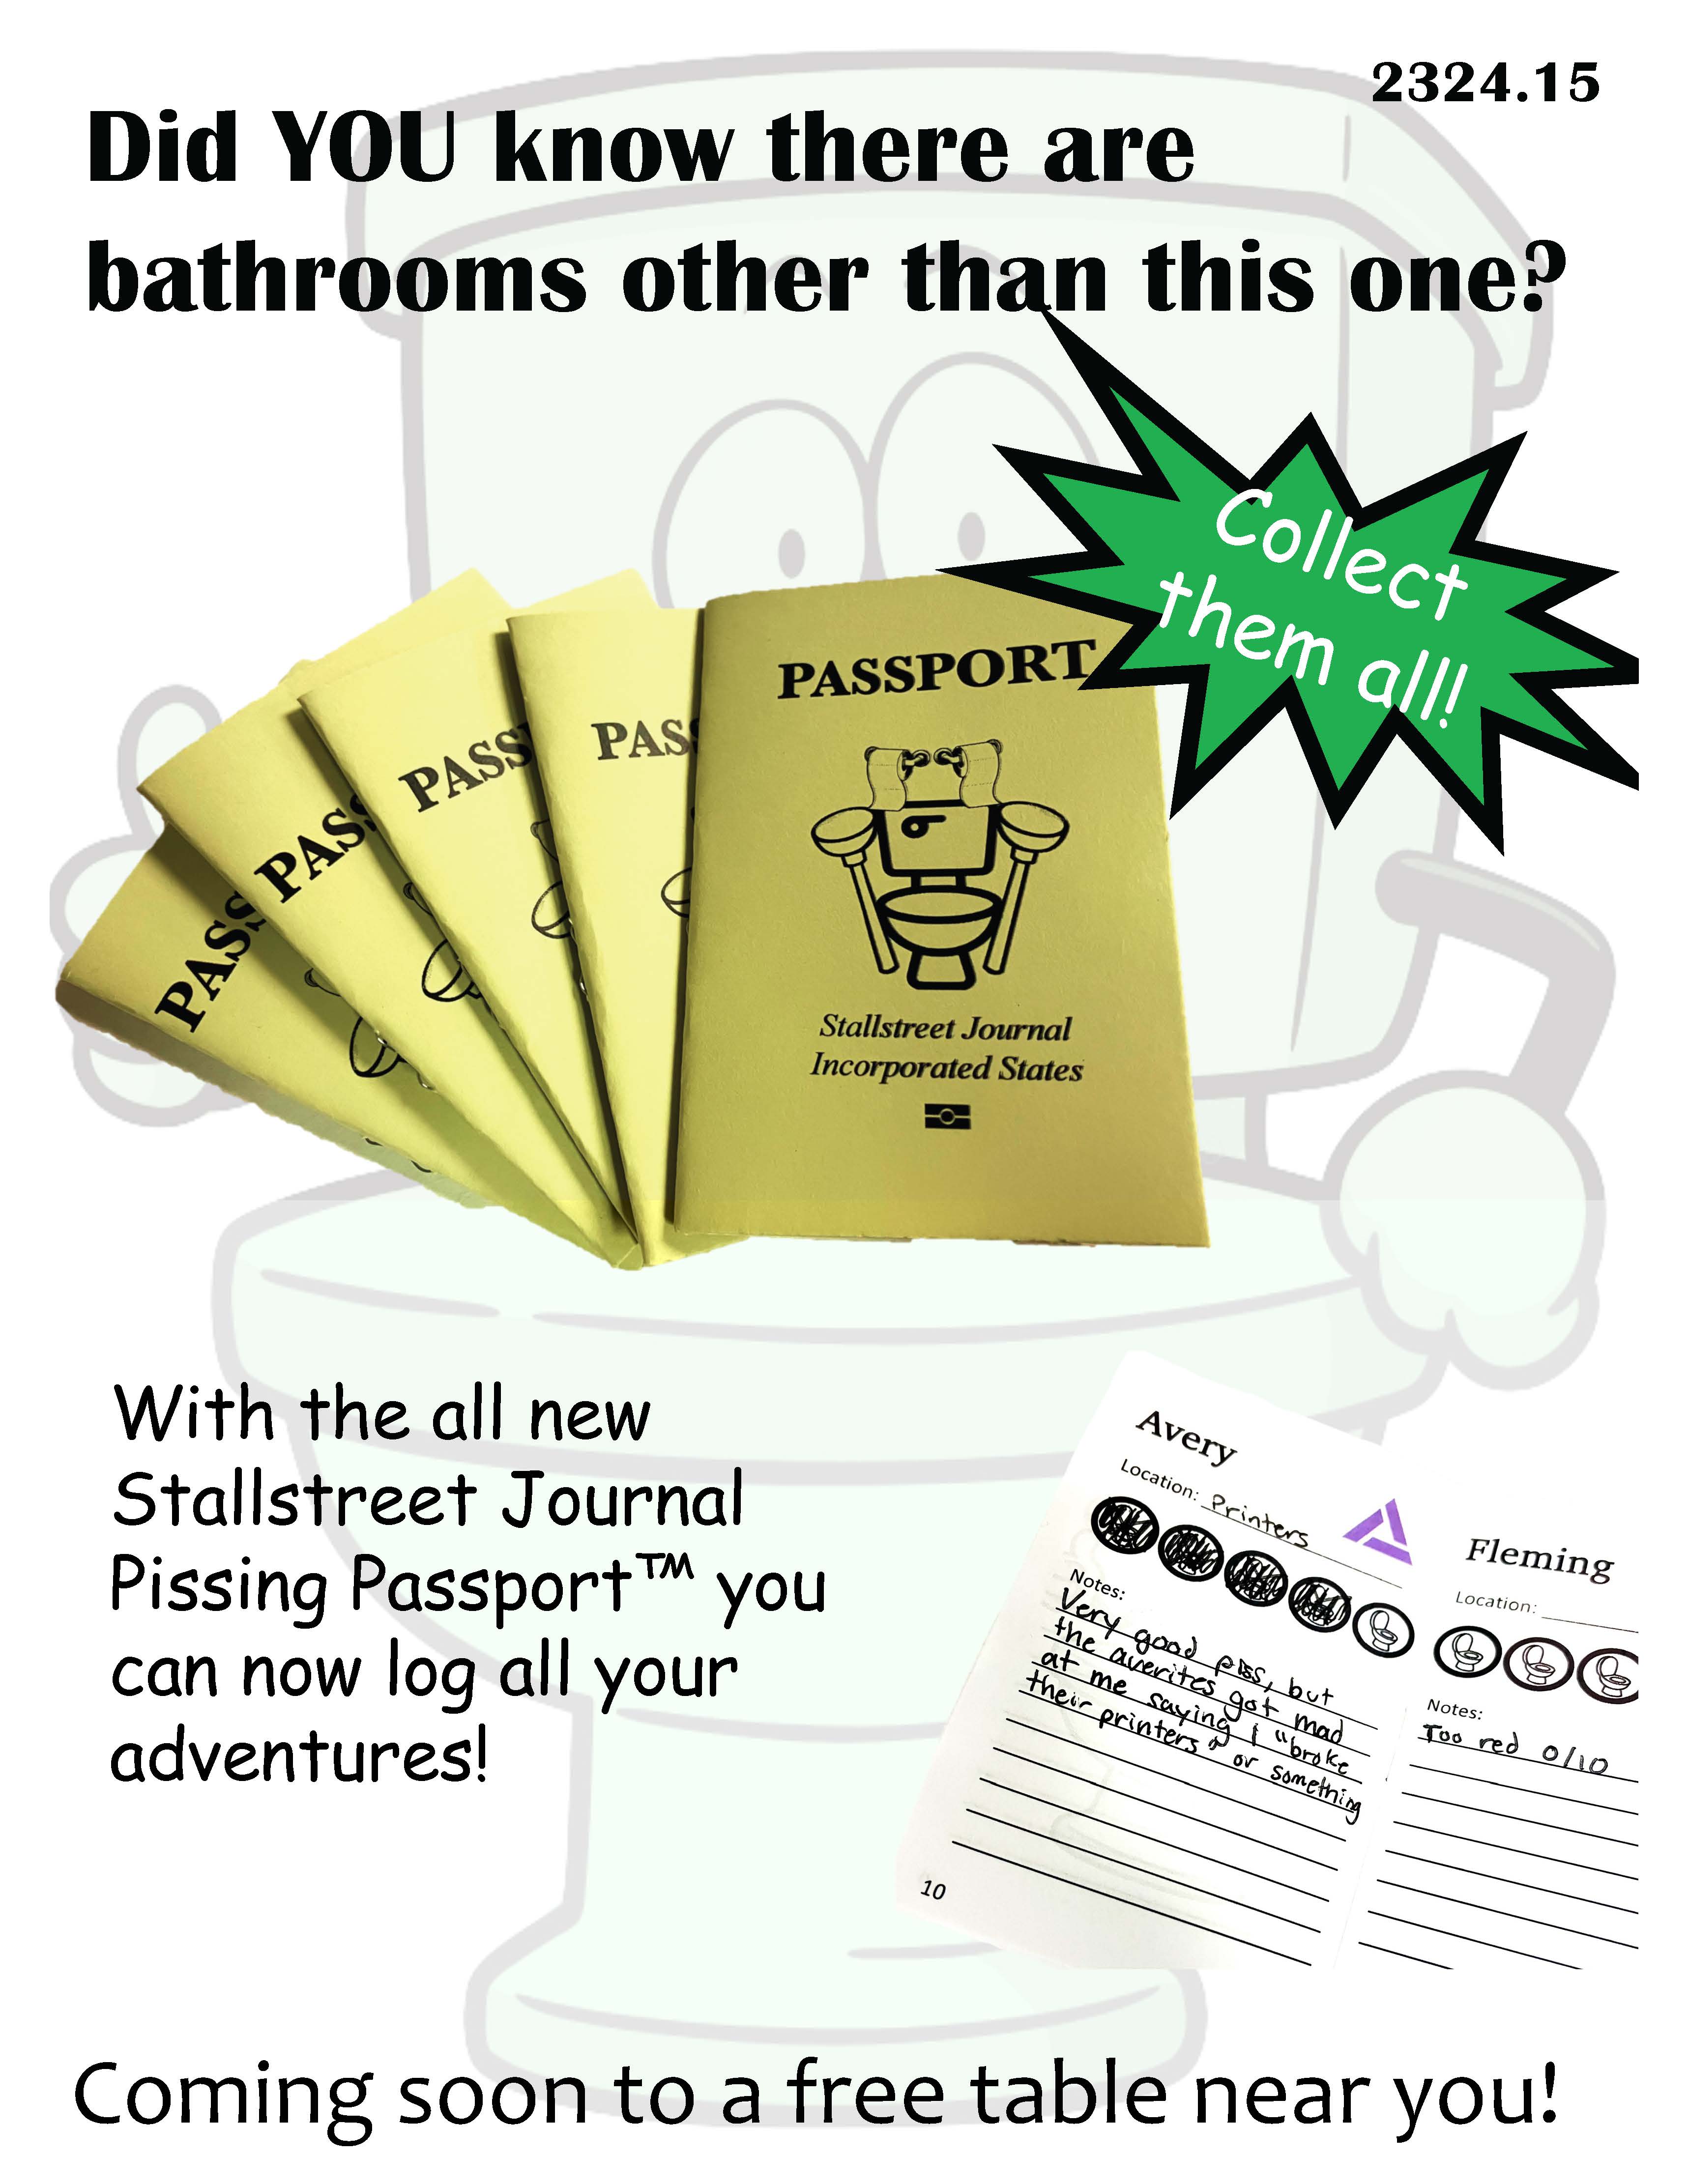 2324.15
Did YOU know there are
bathrooms other than this one?
Collect
them all!
PASS
PASS
PASS
PAS
PASSPORT
Stallstreet Journal
Incorporated States
With the all new
Stallstreet Journal
Pissing Passport™ you
can now log all your
adventures!
Avery
Location: Printers
Notes:
Very good piss, but
the averites got mad
at me saying I "broke
their printers" or something
10
Fleming
Location:
Notes:
Too red 0/10
Coming soon to a free table near you!